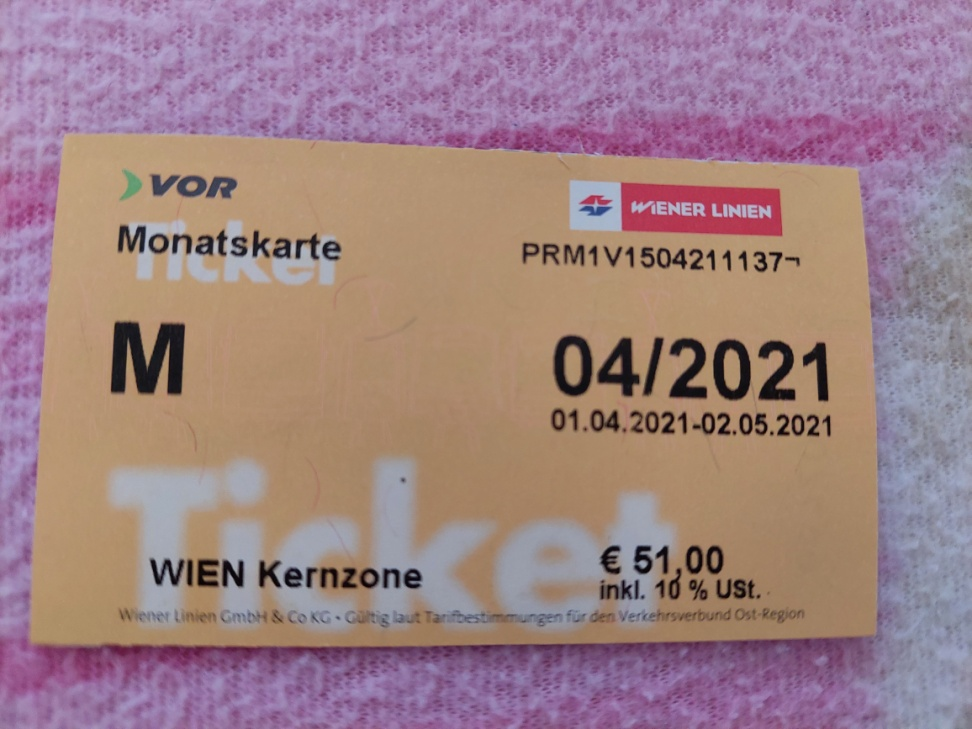 VOR
WIENER LINIEN
Ticket
Monatskarte
PRM1V1504211137¬
M
04/2021
01.04.2021-02.05.2021
Ticket
WIEN Kernzone
€ 51,00
inkl. 10 % USt.
Wiener Linien GmbH & Co KG • Gültig laut Tarifbestimmungen für den Verkehrsverbund Ost-Region